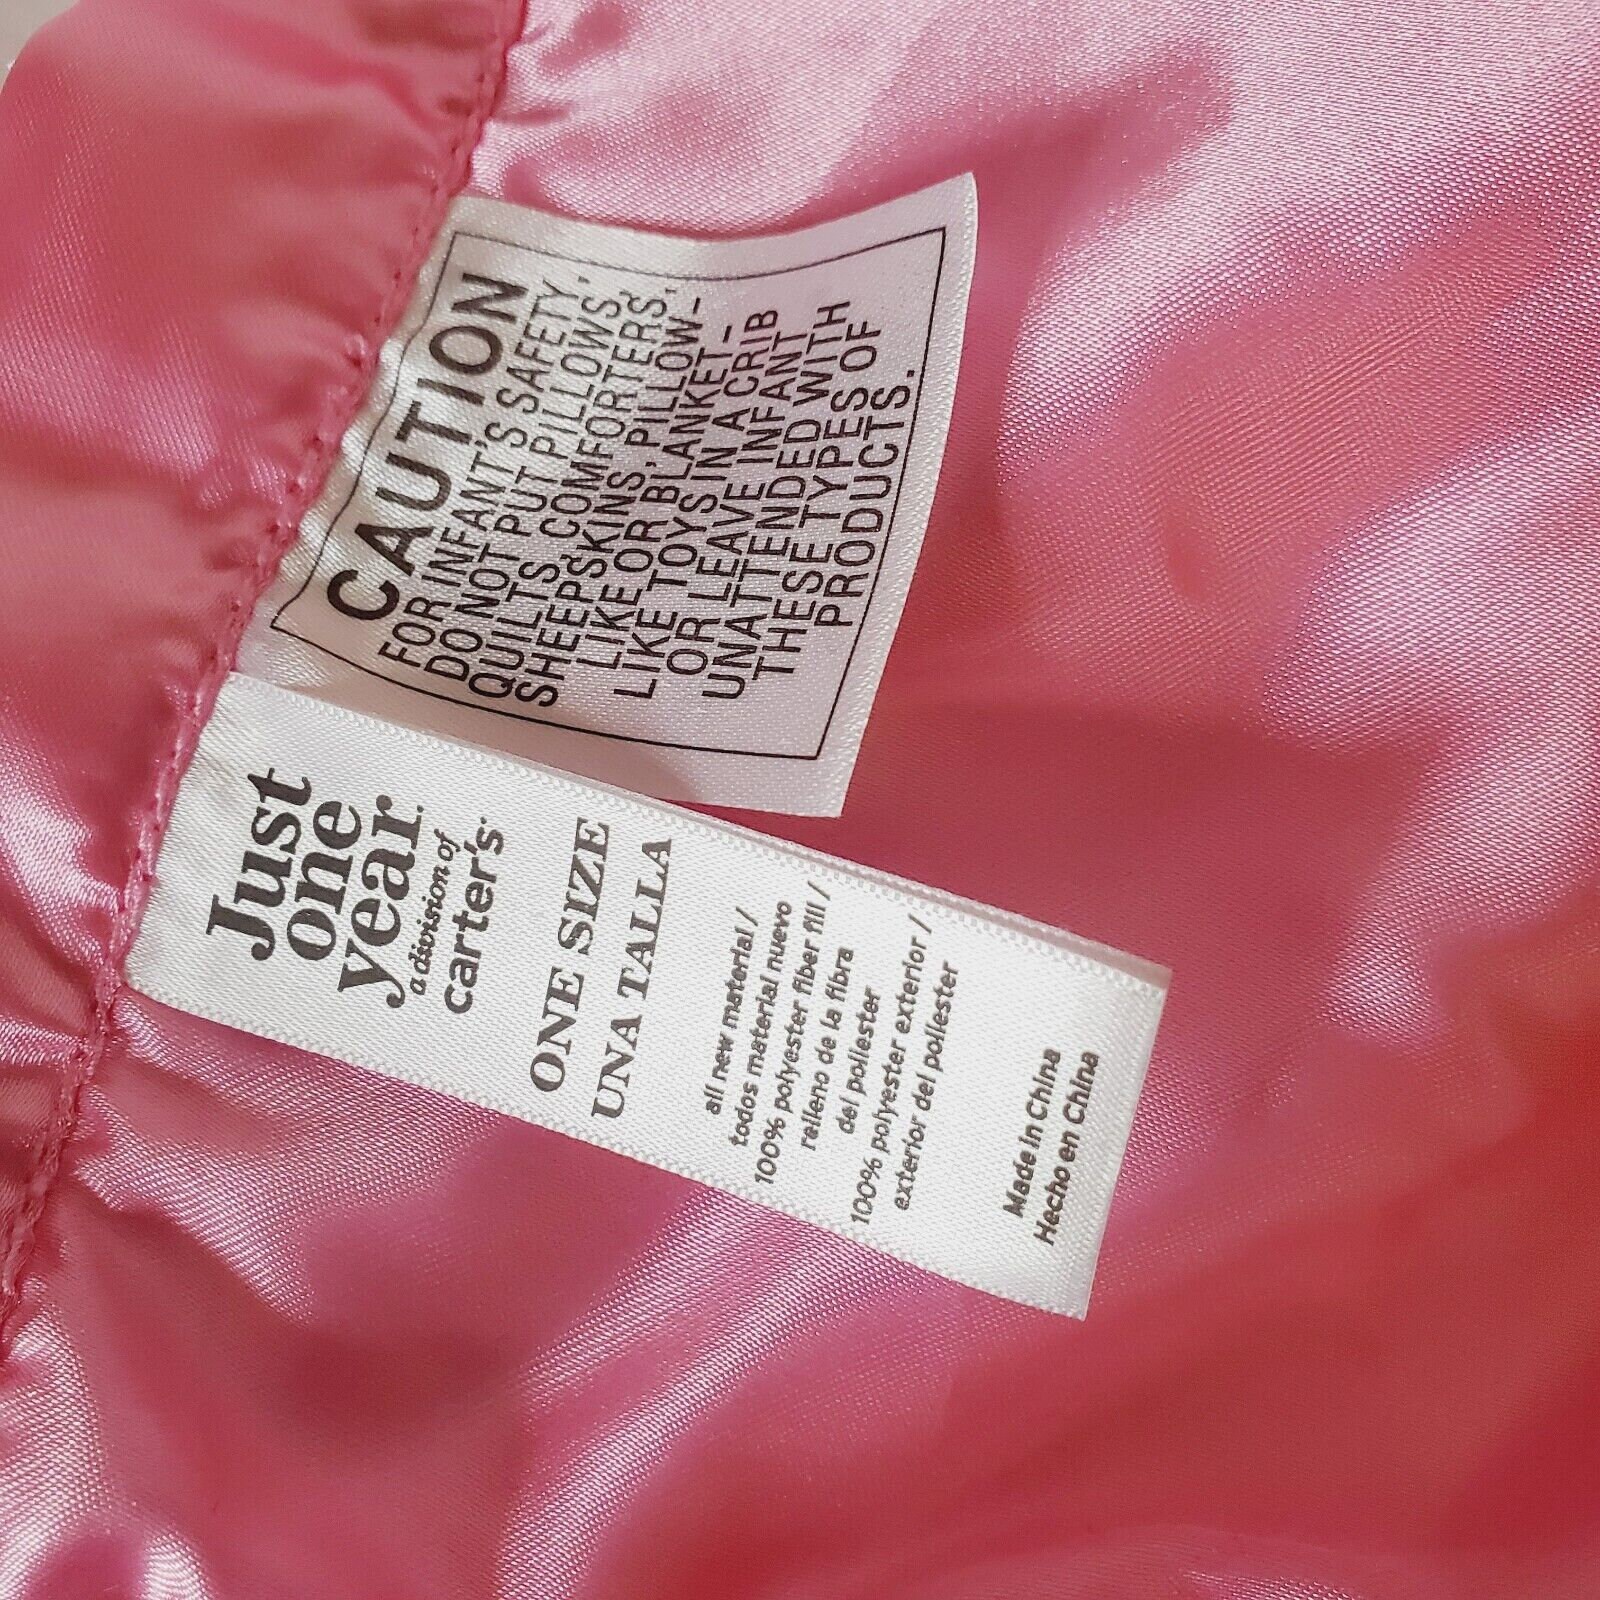 CAUTION
FOR INFANT'S SAFETY
DO NOT PUT PILLOWS,
QUILTS, COMFORTERS,
SHEEPSKINS, PILLOW-
LIKE OR BLANKET-
LIKE TOYS IN A CRIB
OR LEAVE INFANT
UNATTENDED WITH
THESE TYPES OF
PRODUCTS.
Just
one
year.
a division of
carter's
ONE SIZE
UNA TALLA
all new material /
todos material nuevo
100% polyester fiber fill /
relleno de la fibra
del poliester
100% polyester exterior /
exterior del poliester
Made in China
Hecho en China